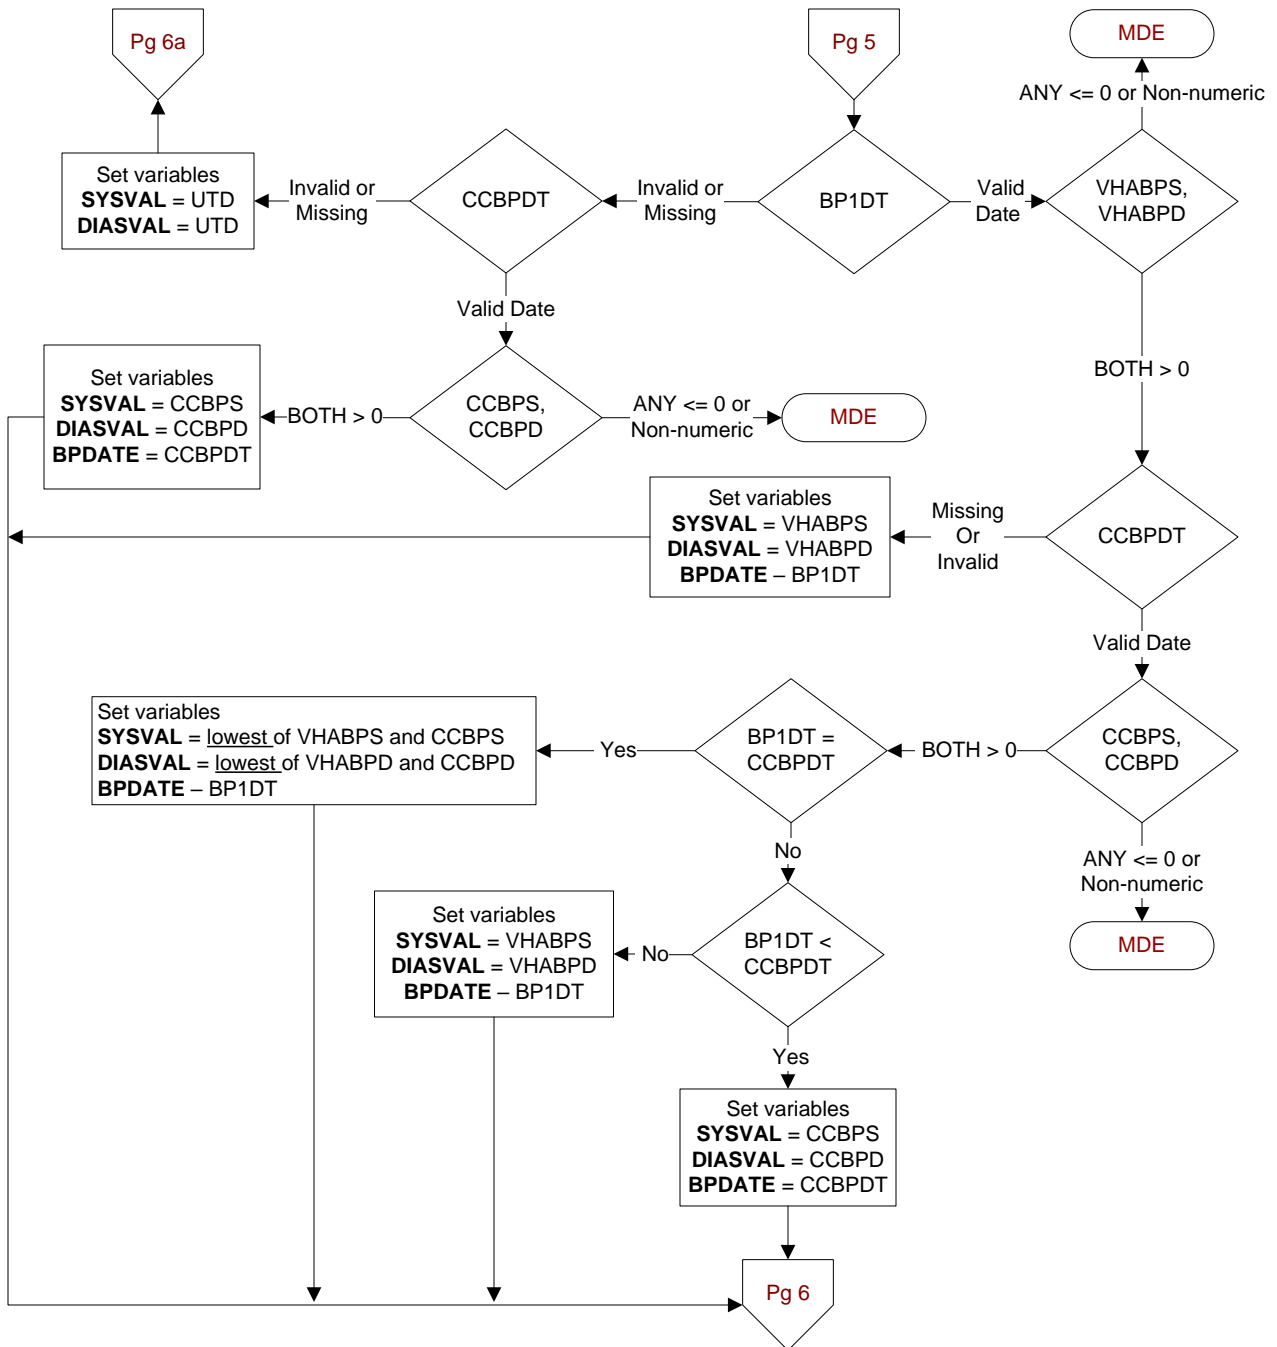 Pg 6a
Pg 5
MDE
ANY <= 0 or Non-numeric
Set variables
SYSVAL = UTD
DIASVAL = UTD
Invalid or
Missing
CCBPDT
Invalid or
Missing
BP1DT
Valid
Date
VHABPS,
VHABPD
Valid Date
BOTH > 0
Set variables
SYSVAL = CCBPS
DIASVAL = CCBPD
BPDATE = CCBPDT
BOTH > 0
CCBPS,
CCBPD
ANY <= 0 or
Non-numeric
MDE
Set variables
SYSVAL = VHABPS
DIASVAL = VHABPD
BPDATE – BP1DT
Missing
Or
Invalid
CCBPDT
Valid Date
Set variables
SYSVAL = lowest of VHABPS and CCBPS
DIASVAL = lowest of VHABPD and CCBPD
BPDATE – BP1DT
Yes
BP1DT =
CCBPDT
BOTH > 0
CCBPS,
CCBPD
No
ANY <= 0 or
Non-numeric
Set variables
SYSVAL = VHABPS
DIASVAL = VHABPD
BPDATE – BP1DT
No
BP1DT <
CCBPDT
MDE
Yes
Set variables
SYSVAL = CCBPS
DIASVAL = CCBPD
BPDATE = CCBPDT
Pg 6